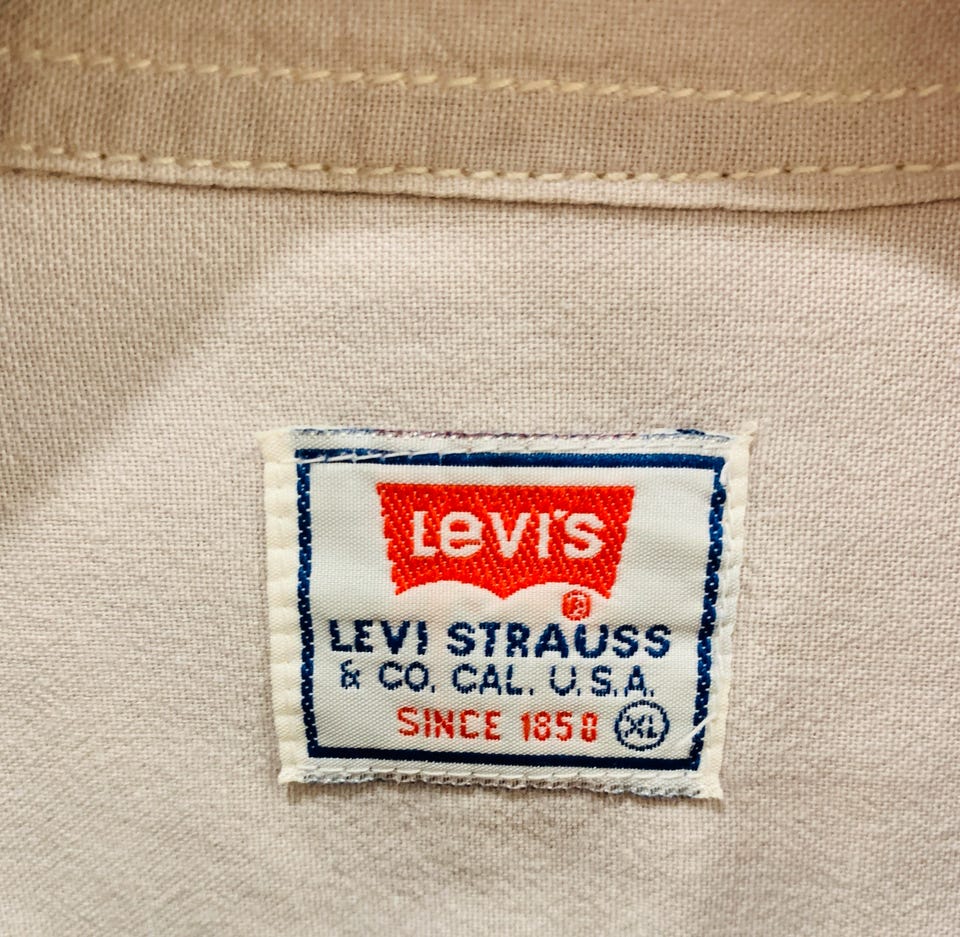 LEVI'S
®
LEVI STRAUSS
& CO. CAL. U.S.A.
SINCE 1850 XL